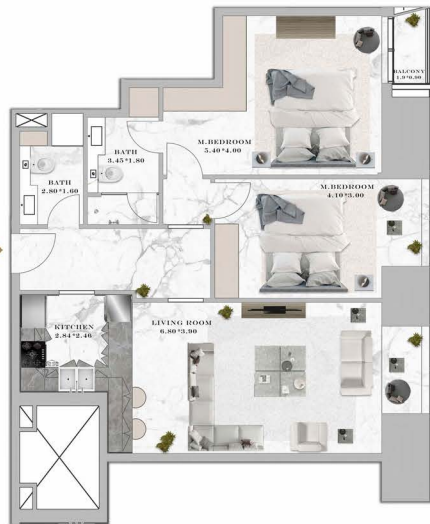 BALCONY
1.9*0.80
M.BEDROOM
5.40*4.00
BATH
3.45*1.80
BATH
2.80*1.60
M.BEDROOM
4.10*3.00
KITCHEN
2.84*2.46
LIVING ROOM
6.80*3.90